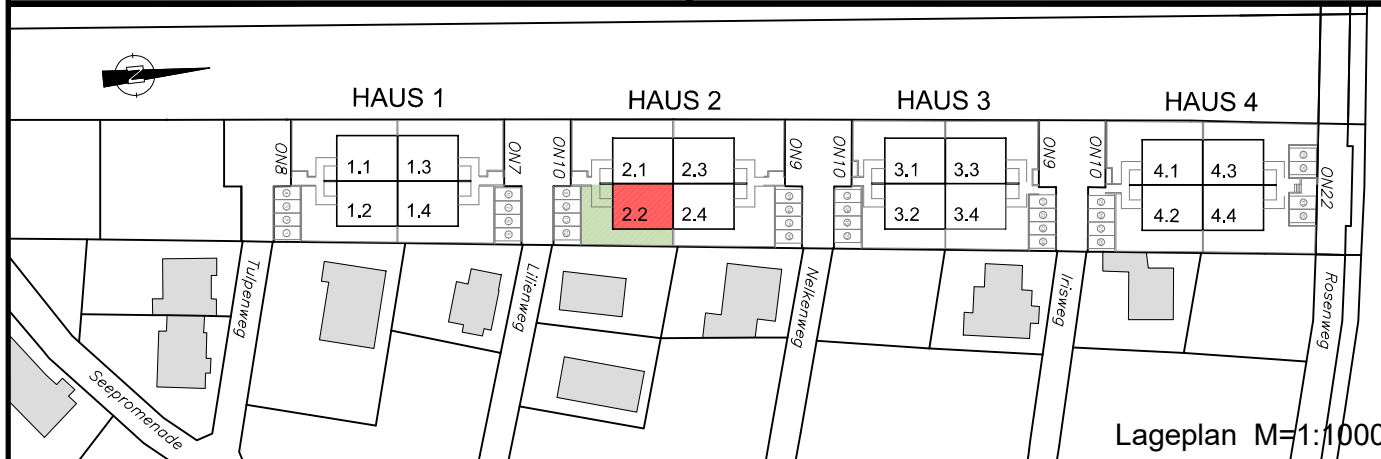 N
HAUS 1
HAUS 2
HAUS 3
HAUS 4
ON8
1.1 1.3
1.2 1.4
ON7
ON10
2.1 2.3
2.2 2.4
ON9
ON10
3.1 3.3
3.2 3.4
ON9
ON10
4.1 4.3
4.2 4.4
ON22
Seepromenade
Tulpenweg
Lilienweg
Nelkenweg
Irisweg
Rosenweg
Lageplan M=1:1000